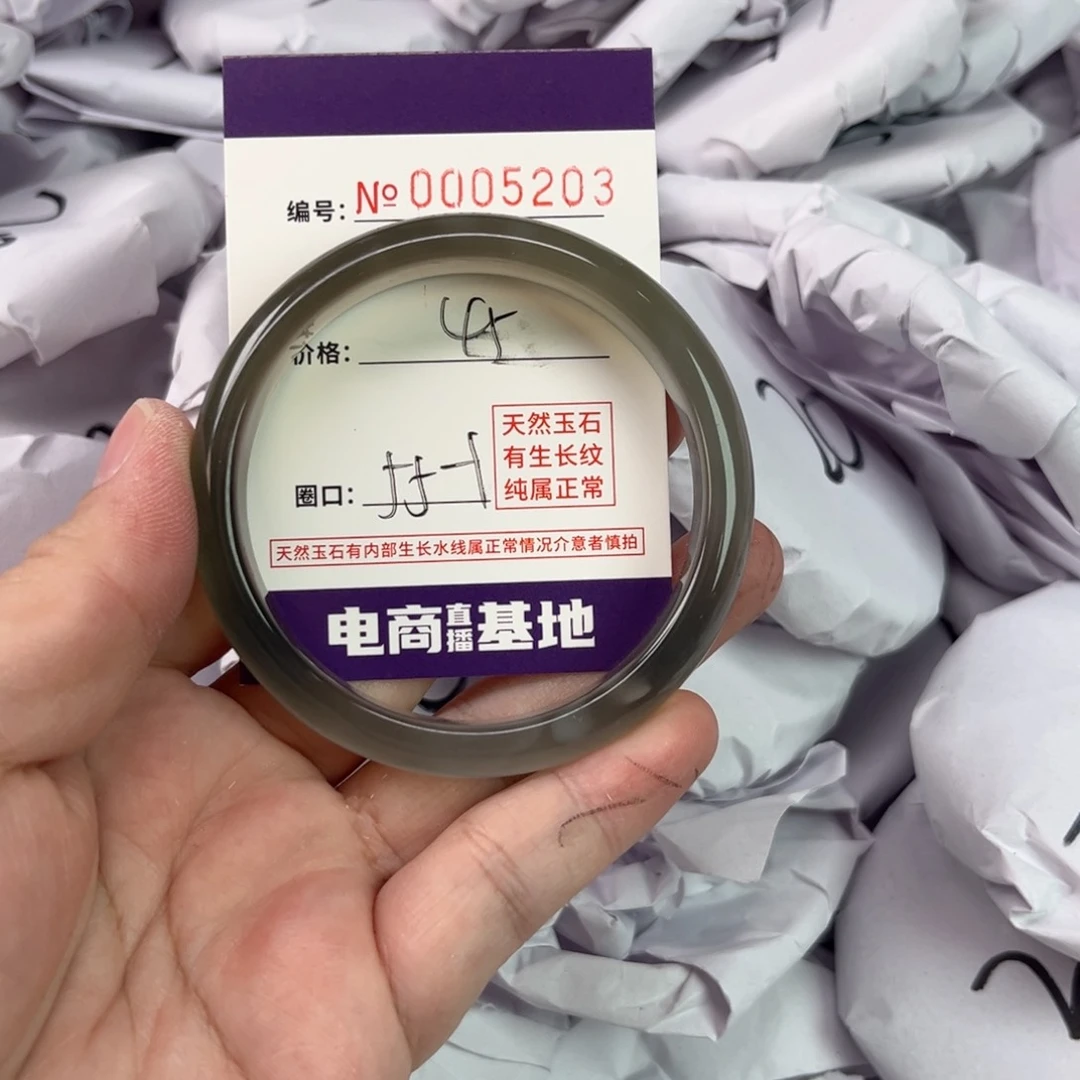 编号：№0005203
价格：
天然玉石
有生长纹
纯属正常
圈口：
天然玉石有内部生长水线属正常情况介意者慎拍
电商直播基地